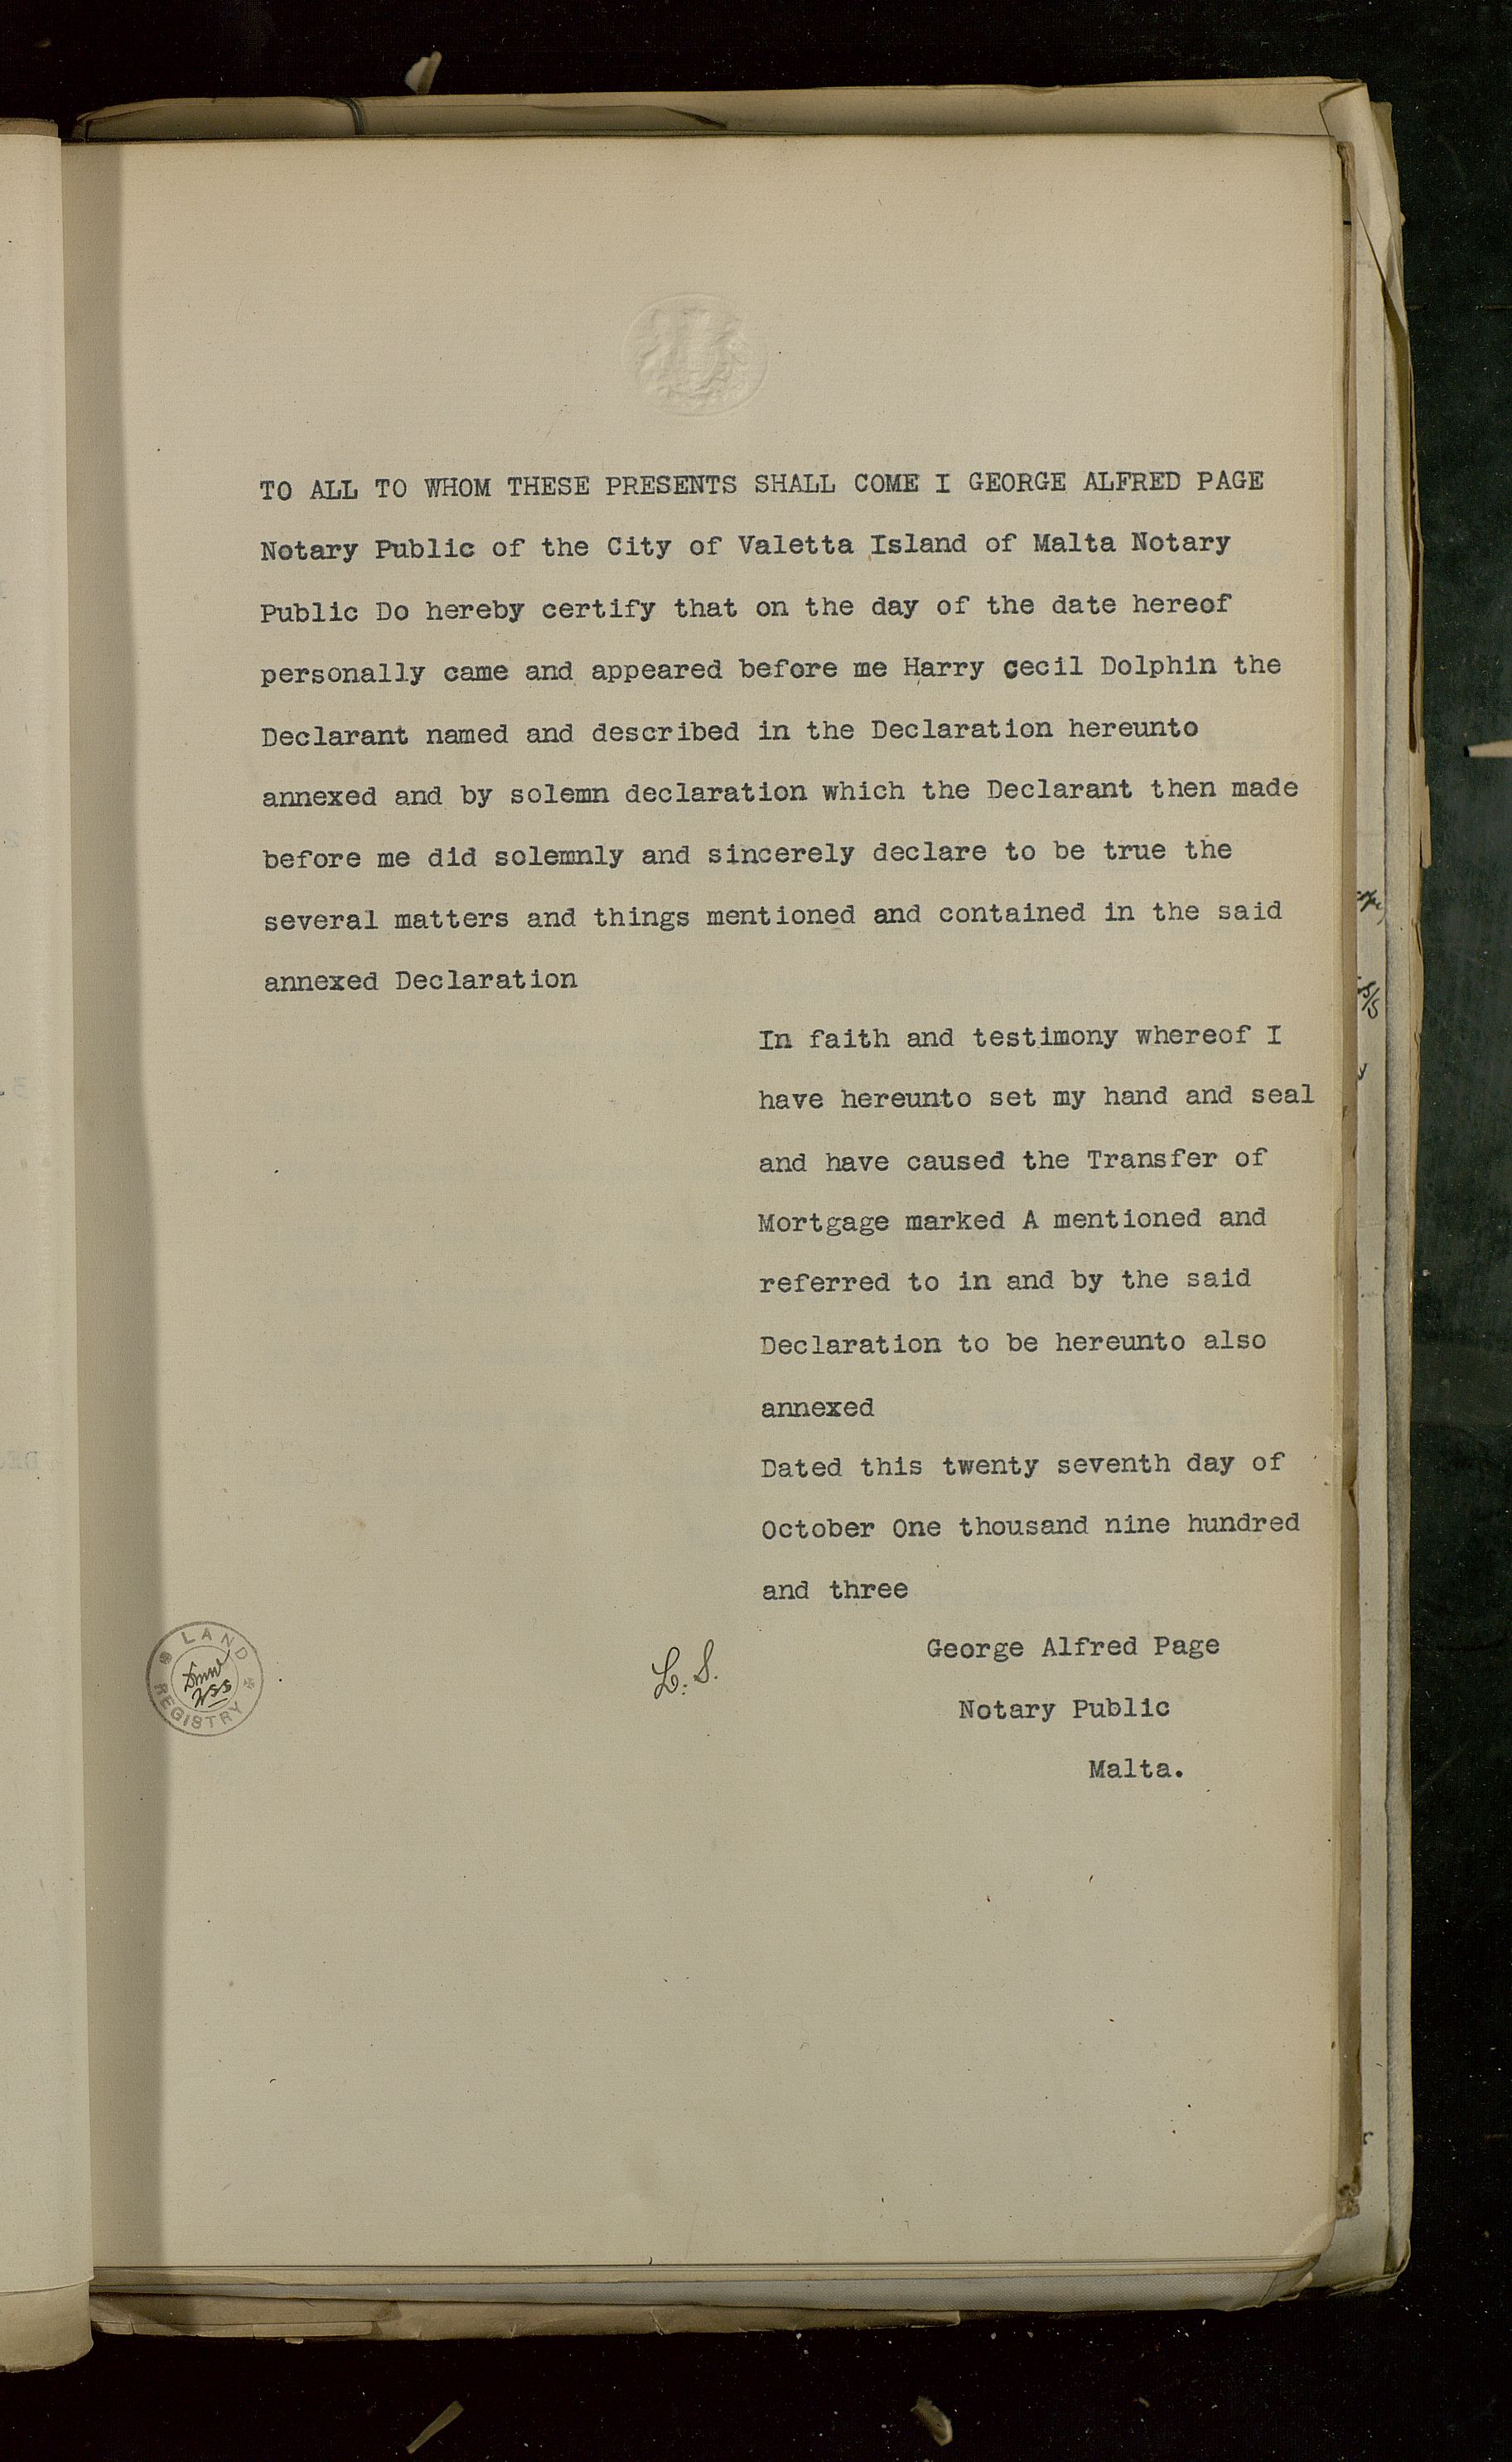 TO ALL TO WHOM THESE PRESENTS SHALL COME I GEORGE ALFRED PAGE
Notary Public of the City of Valetta Island of Malta Notary
Public Do hereby certify that on the day of the date hereof
personally came and appeared before me Harry Cecil Dolphin the
Declarant named and described in the Declaration hereunto
annexed and by solemn declaration which the Declarant then made
before me did solemnly and sincerely declare to be true the
several matters and things mentioned and contained in the said
annexed Declaration
In faith and testimony whereof I
have hereunto set my hand and seal
and have caused the Transfer of
Mortgage marked A mentioned and
referred to in and by the said
Declaration to be hereunto also
annexed
Dated this twenty seventh day of
October One thousand nine hundred
and three
L. S.
George Alfred Page
Notary Public
Malta.
LAND
REGISTRY